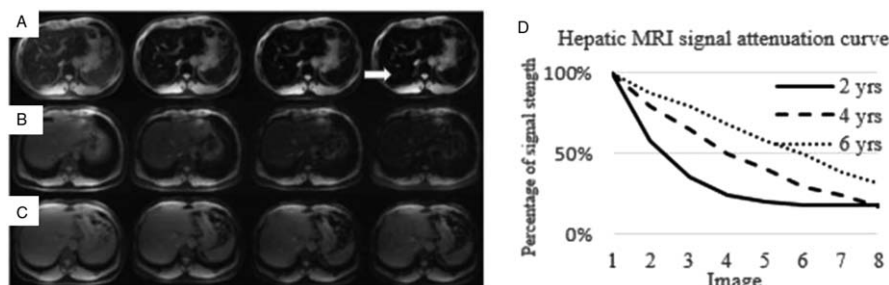 A
B
C
D
Hepatic MRI signal attenuation curve
Percentage of signal stength
100%
50%
0%
2 yrs
4 yrs
6 yrs
1 2 3 4 5 6 7 8
Image